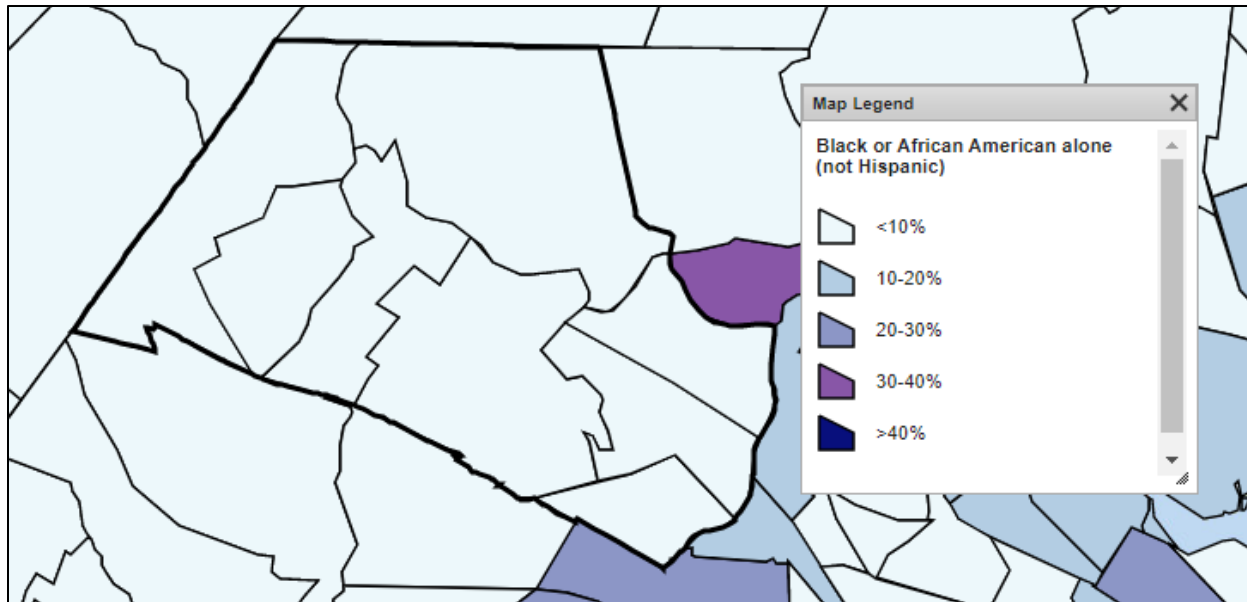 Map Legend
Black or African American alone
(not Hispanic)
<10%
10-20%
20-30%
30-40%
>40%